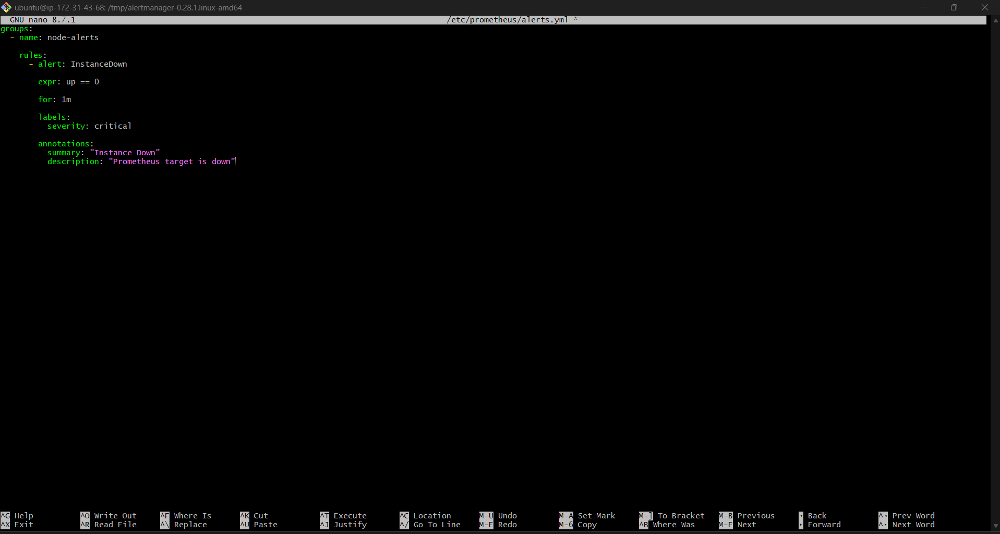 ubuntu@ip-172-31-43-68: /tmp/alertmanager-0.28.1.linux-amd64
GNU nano 8.7.1 /etc/prometheus/alerts.yml *
groups:
  - name: node-alerts
    rules:
      - alert: InstanceDown
        expr: up == 0
        for: 1m
        labels:
          severity: critical
        annotations:
          summary: "Instance Down"
          description: "Prometheus target is down"
^G Help ^O Write Out ^F Where Is ^K Cut ^T Execute ^C Location M-U Undo M-A Set Mark M-] To Bracket M-B Previous ◂ Back ^◂ Prev Word
^X Exit ^R Read File ^\ Replace ^U Paste ^J Justify ^/ Go To Line M-E Redo M-6 Copy ^B Where Was M-F Next ▸ Forward ^▸ Next Word